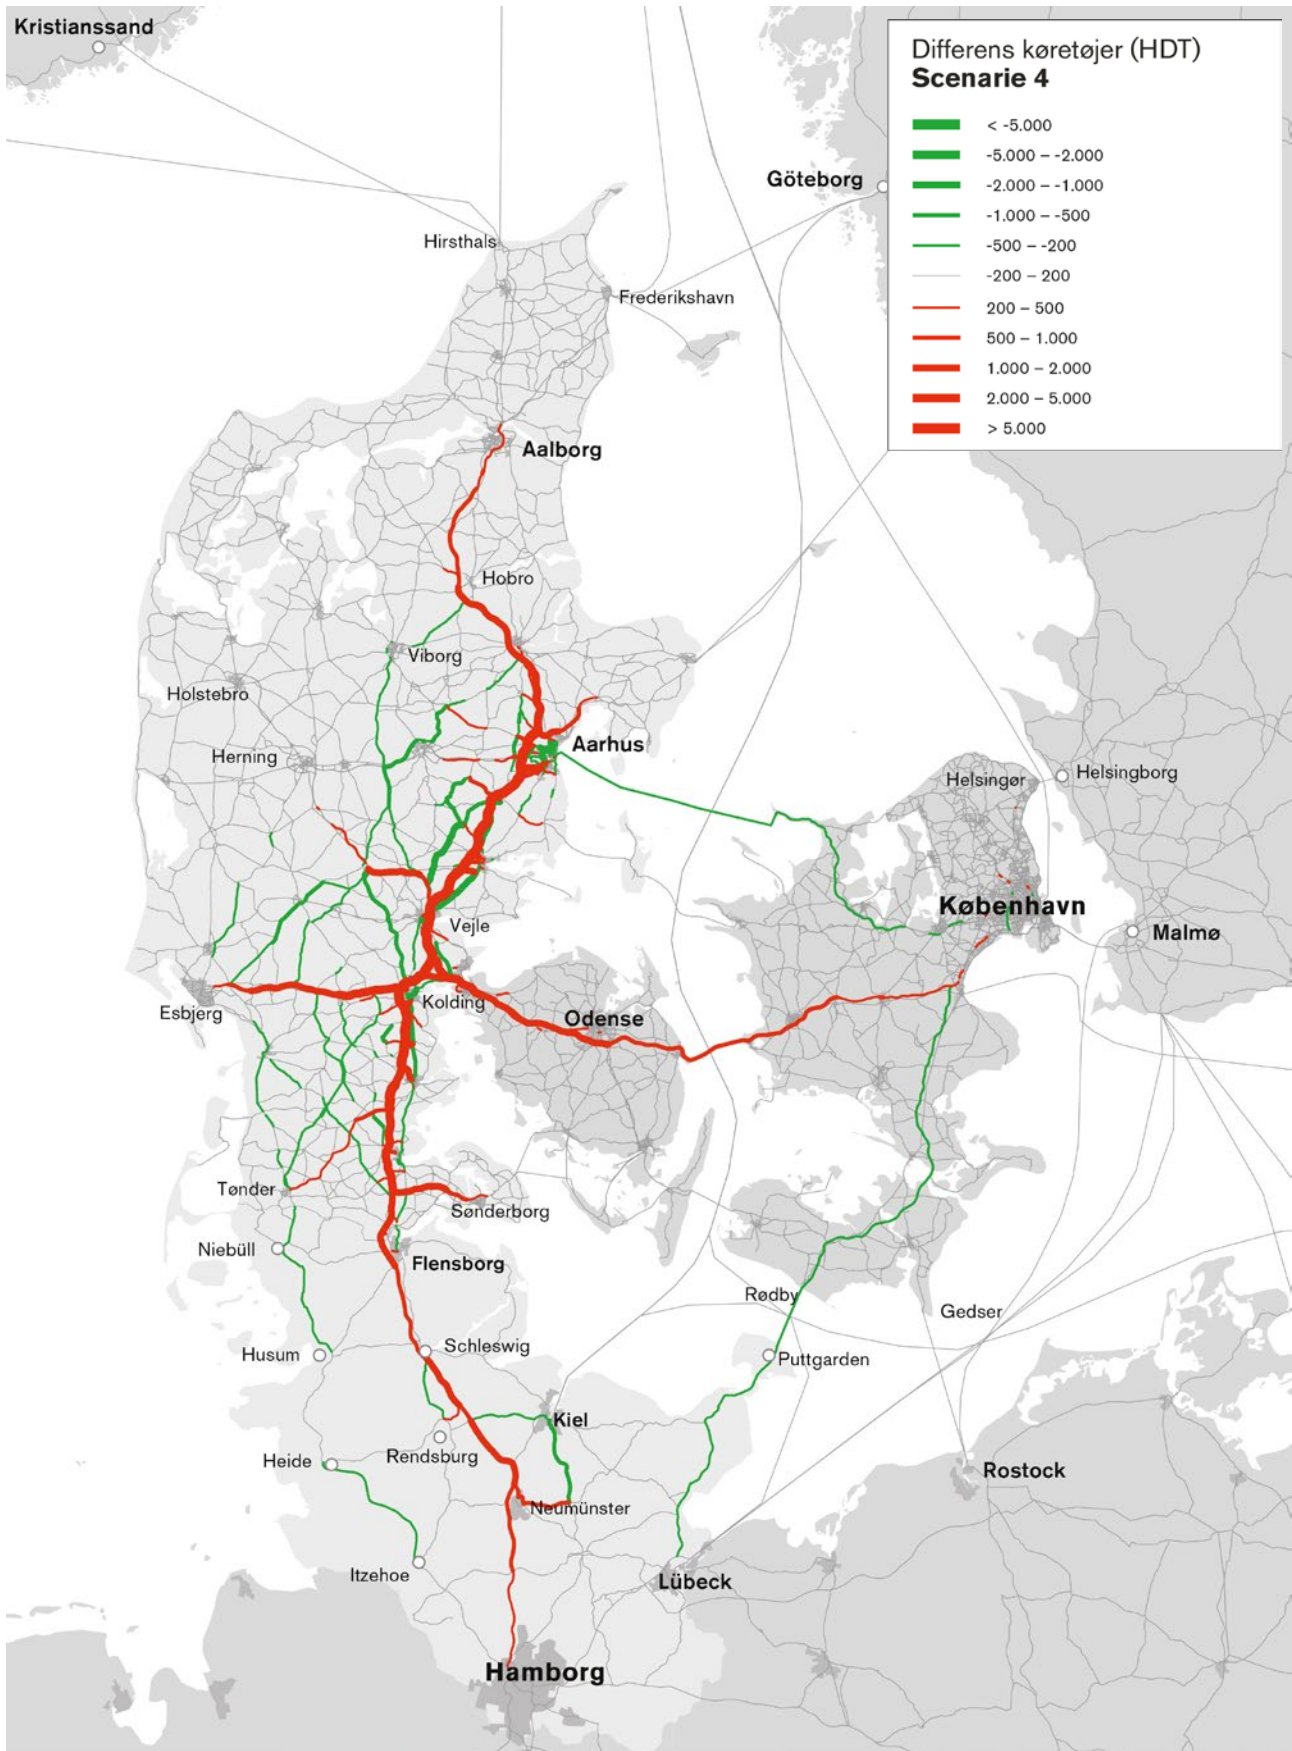 Kristianssand
Differens køretøjer (HDT)
Scenarie 4
< -5.000
-5.000 – -2.000
-2.000 – -1.000
-1.000 – -500
-500 – -200
-200 – 200
200 – 500
500 – 1.000
1.000 – 2.000
2.000 – 5.000
> 5.000
Göteborg
Hirsthals
Frederikshavn
Aalborg
Hobro
Viborg
Holstebro
Aarhus
Herning
Helsingør
Helsingborg
København
Vejle
Malmø
Kolding
Esbjerg
Odense
Tønder
Sønderborg
Niebüll
Flensborg
Rødby
Gedser
Schleswig
Husum
Puttgarden
Kiel
Rendsburg
Heide
Rostock
Neumünster
Itzehoe
Lübeck
Hamborg